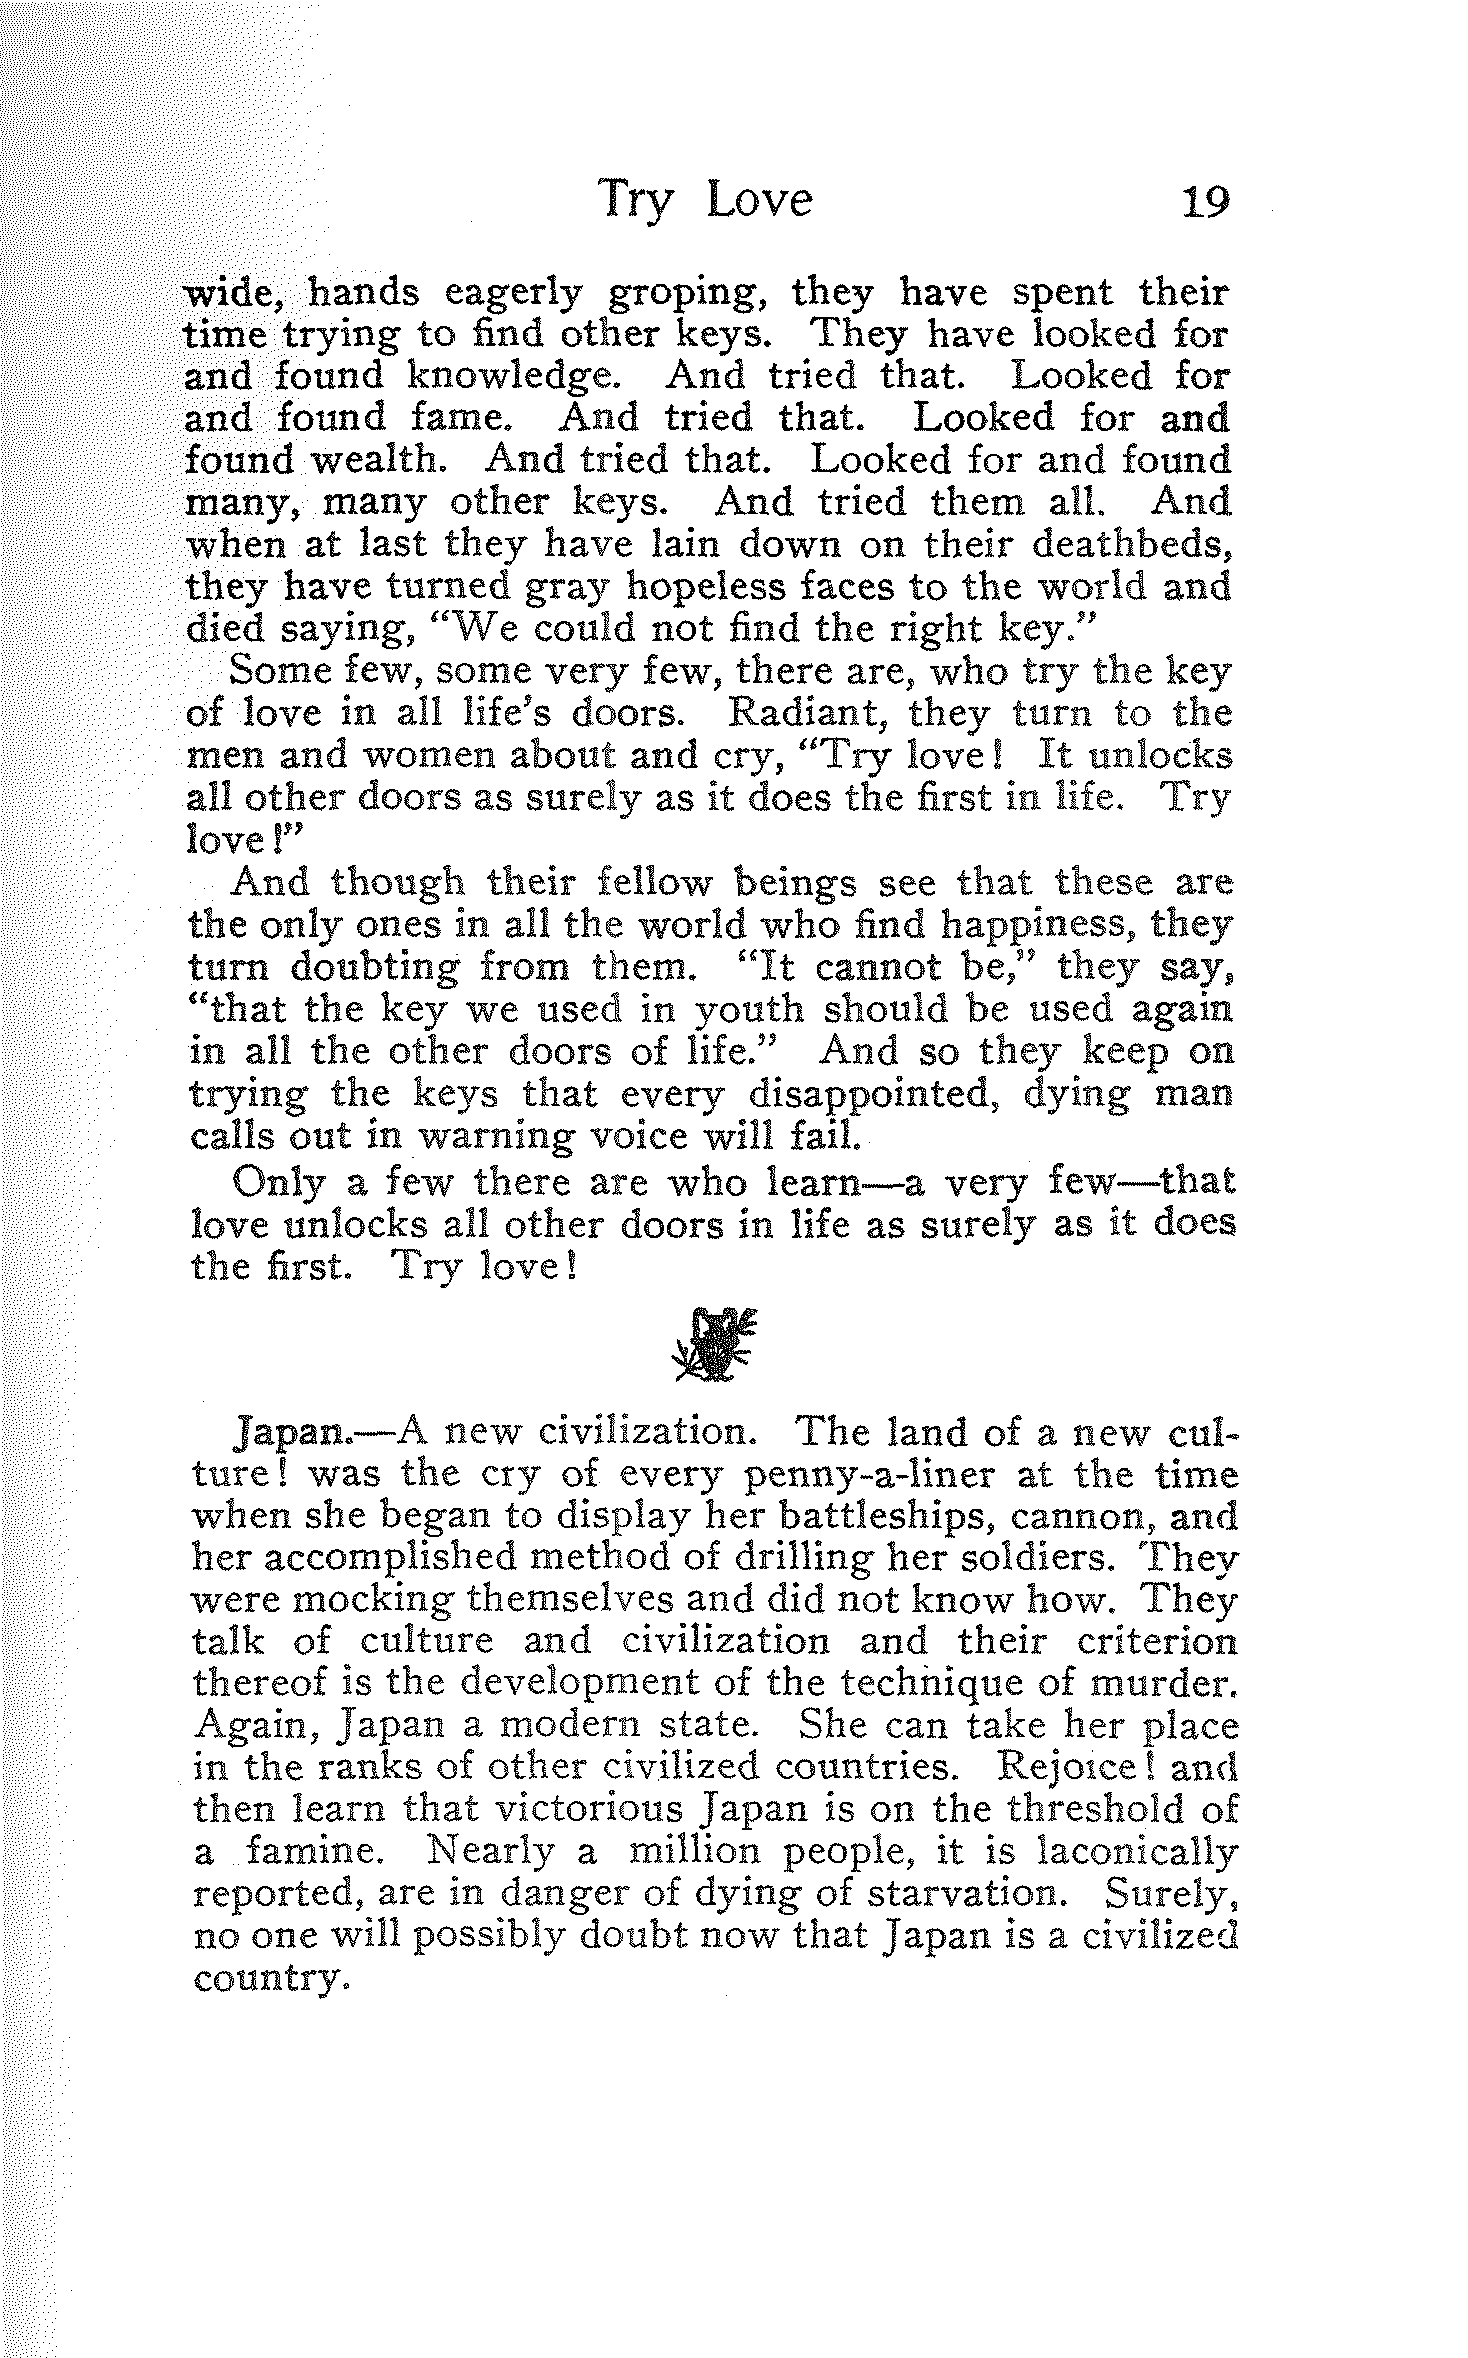 Try Love 19
wide, hands eagerly groping, they have spent their
time trying to find other keys. They have looked for
and found knowledge. And tried that. Looked for
and found fame. And tried that. Looked for and
found wealth. And tried that. Looked for and found
many, many other keys. And tried them all. And
when at last they have lain down on their deathbeds,
they have turned gray hopeless faces to the world and
died saying, “We could not find the right key.”
Some few, some very few, there are, who try the key
of love in all life’s doors. Radiant, they turn to the
men and women about and cry, “Try love! It unlocks
all other doors as surely as it does the first in life. Try
love!”
And though their fellow beings see that these are
the only ones in all the world who find happiness, they
turn doubting from them. “It cannot be,” they say,
“that the key we used in youth should be used again
in all the other doors of life.” And so they keep on
trying the keys that every disappointed, dying man
calls out in warning voice will fail.
Only a few there are who learn—a very few—that
love unlocks all other doors in life as surely as it does
the first. Try love!
Japan.—A new civilization. The land of a new cul-
ture! was the cry of every penny-a-liner at the time
when she began to display her battleships, cannon, and
her accomplished method of drilling her soldiers. They
were mocking themselves and did not know how. They
talk of culture and civilization and their criterion
thereof is the development of the technique of murder.
Again, Japan a modern state. She can take her place
in the ranks of other civilized countries. Rejoice! and
then learn that victorious Japan is on the threshold of
a famine. Nearly a million people, it is laconically
reported, are in danger of dying of starvation. Surely,
no one will possibly doubt now that Japan is a civilized
country.